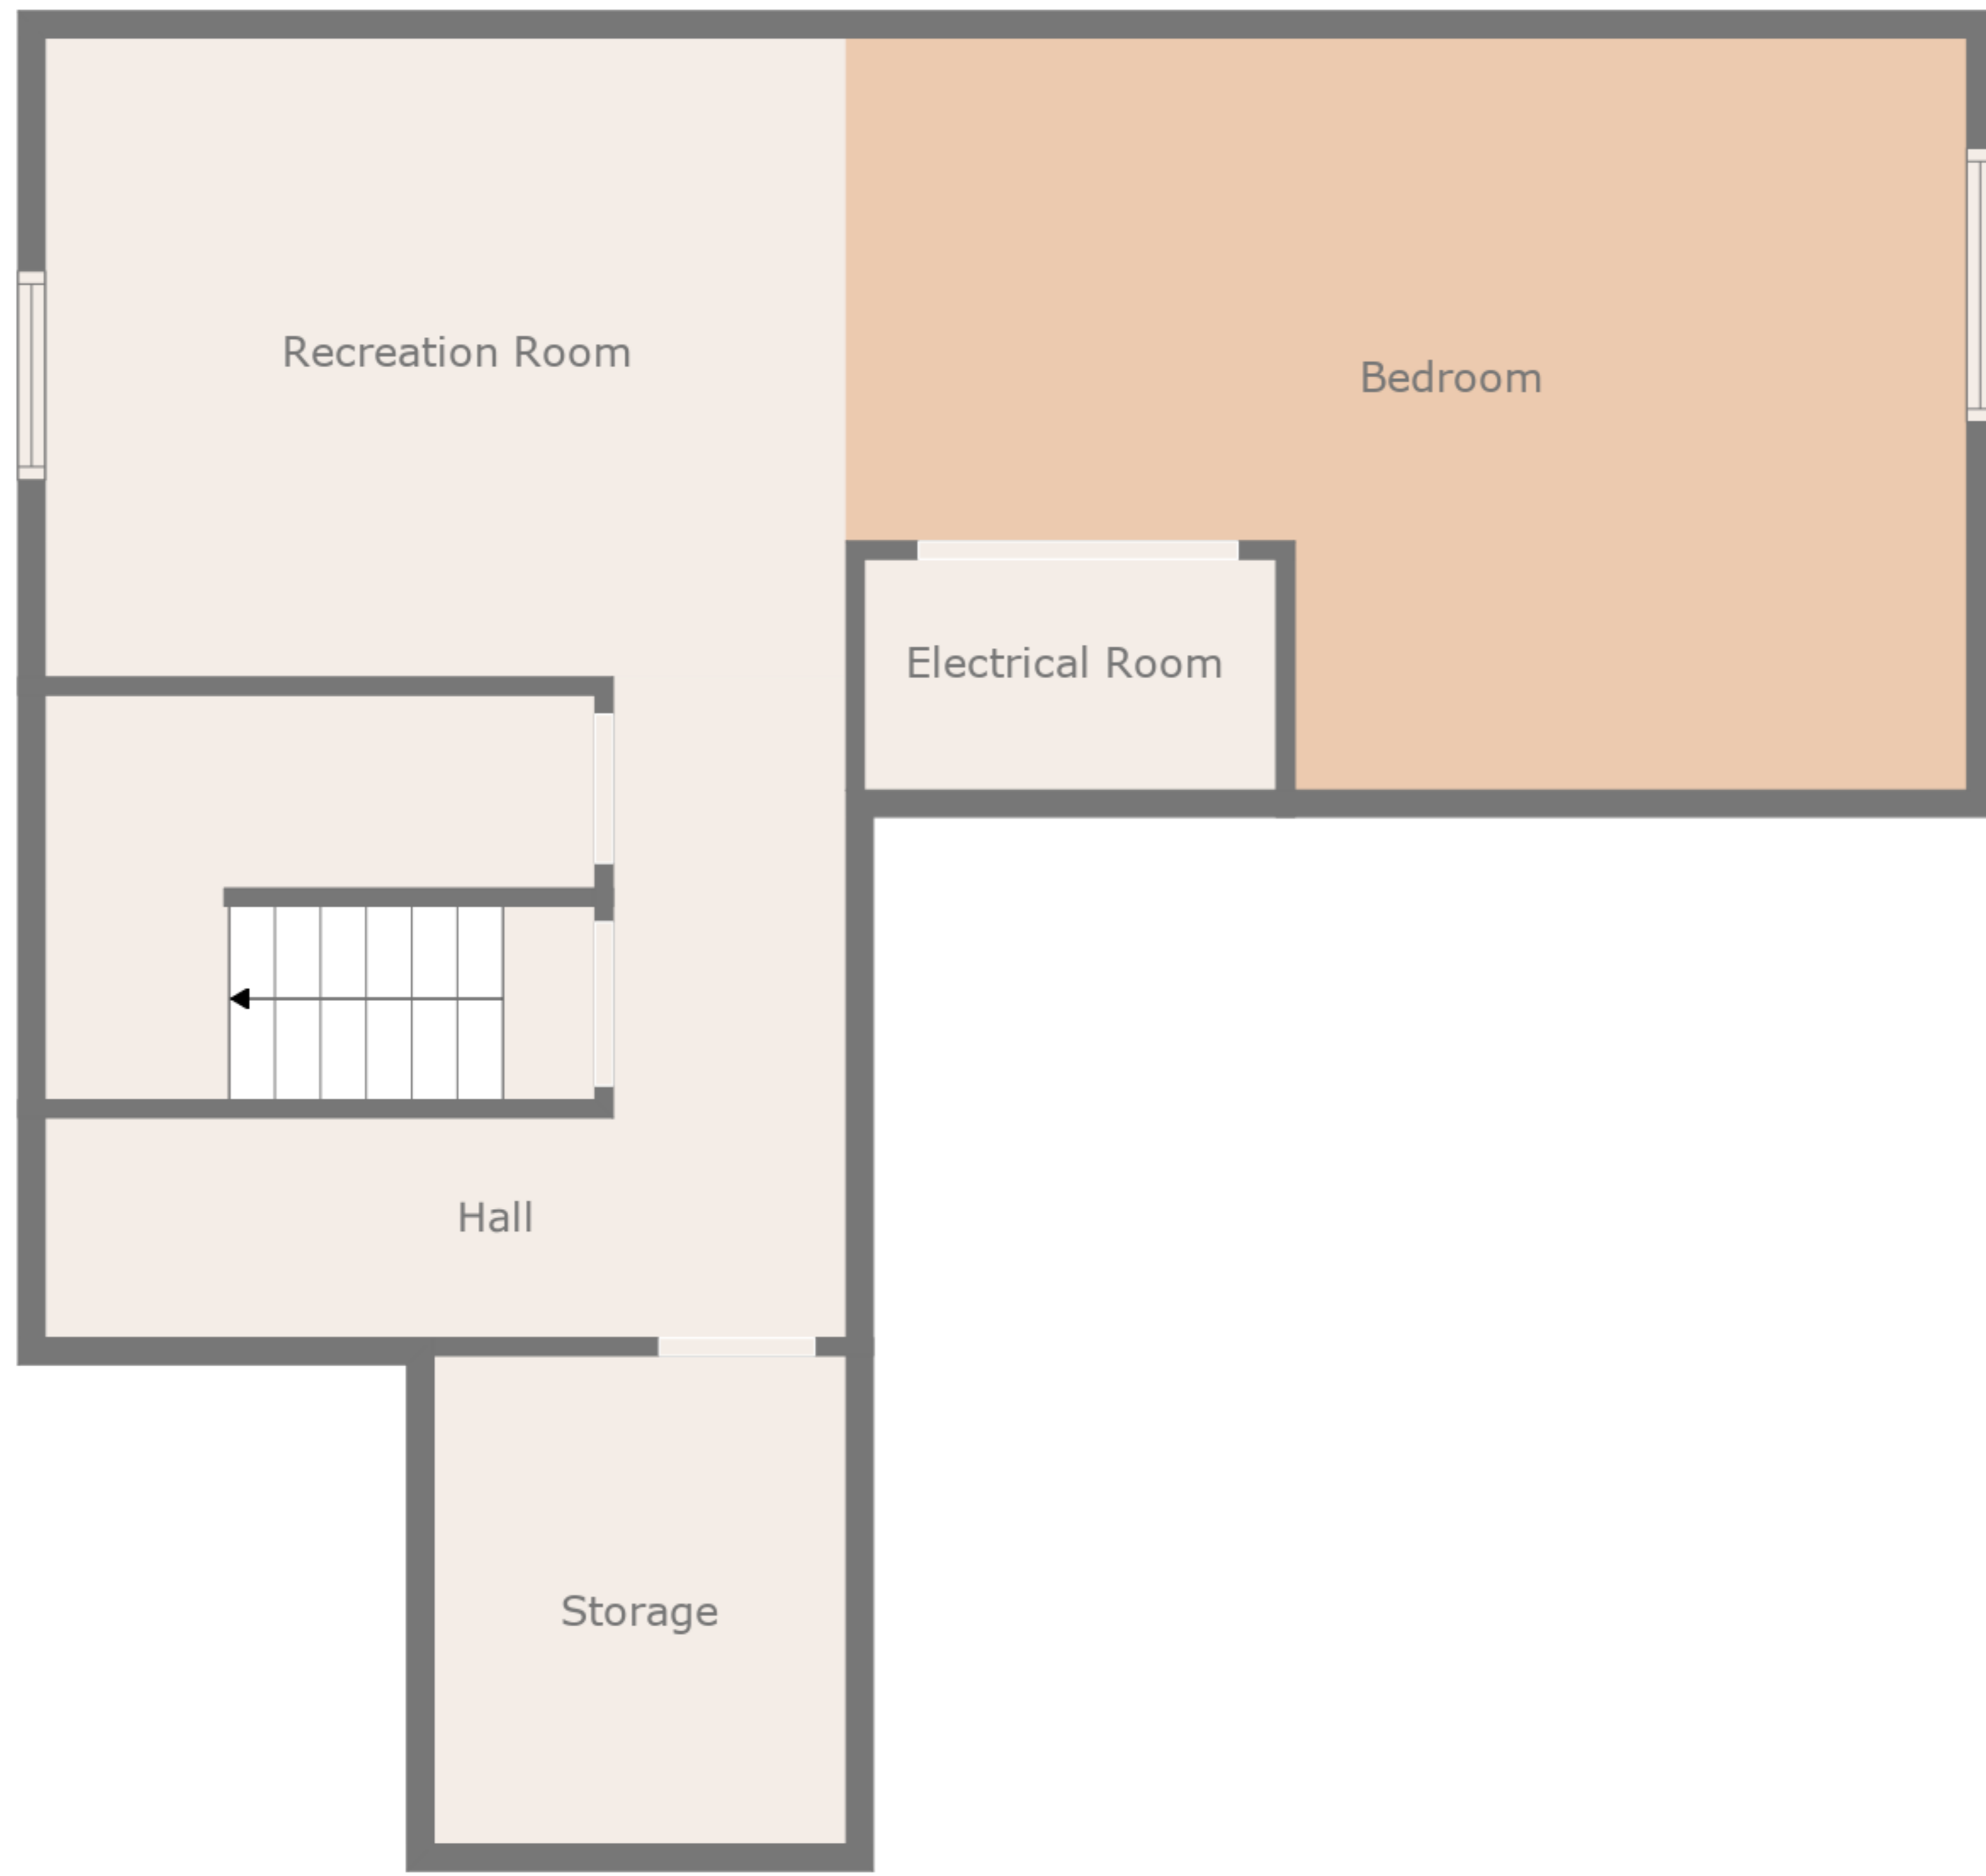 Recreation Room
Bedroom
Electrical Room
Hall
Storage